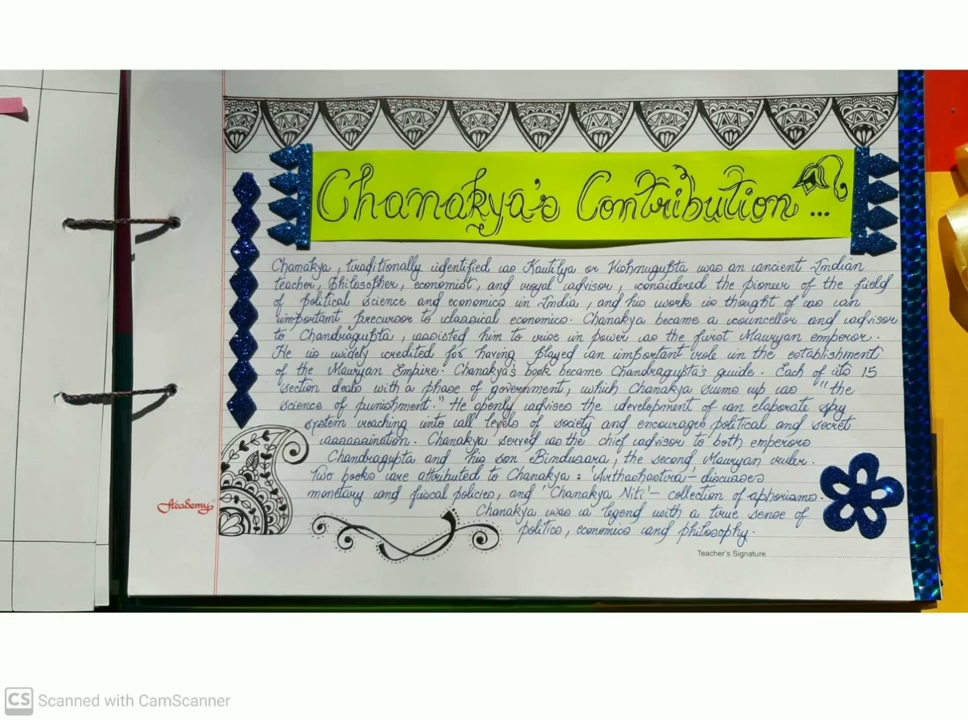 Chanakya's Contribution...
Chanakya, traditionally identified as Kautilya or Vishnugupta was an ancient Indian
teacher, philosopher, economist, and royal advisor, considered the pioneer of the field
of political science and economics in India, and his work is thought of as an
important precursor to classical economics. Chanakya became a councellor and advisor
to Chandragupta, assisted him to rise in power as the first Mauryan emperor.
He is widely credited for having played an important role in the establishment
of the Mauryan Empire. Chanakya's book became Chandragupta's guide. Each of its 15
section deals with a phase of government, which Chanakya sums up as "the
science of punishment." He openly advises the development of an elaborate spy
system reaching into all levels of society and encourages political and secret
assassination. Chanakya served as the chief advisor to both emperors
Chandragupta and his son Bindusara, the second Mauryan ruler.
Two books are attributed to Chanakya: 'Arthashastra' - discusses
monetary and fiscal policies, and 'Chanakya Niti' - collection of aphorisms.
Chanakya was a legend with a true sense of
politics, economics and philosophy.
Academy
Teacher's Signature
CS Scanned with CamScanner